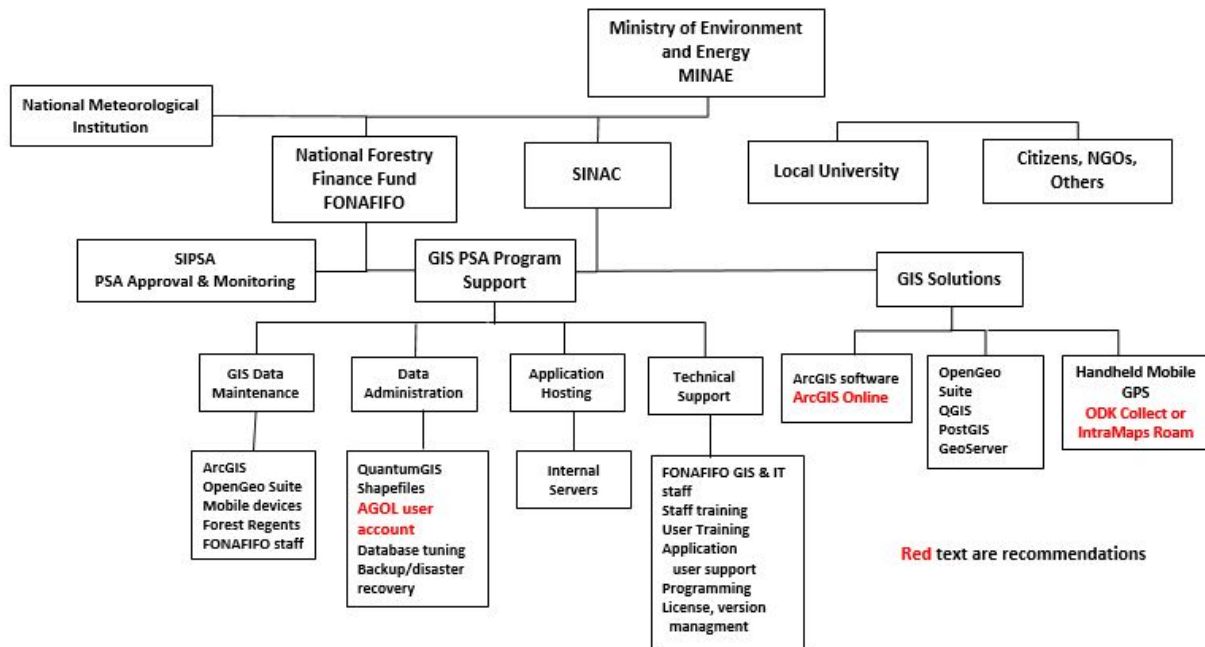 Ministry of Environment
and Energy
MINAE
National Meteorological
Institution
National Forestry
Finance Fund
FONAFIFO
SINAC
Local University
Citizens, NGOs,
Others
SIPSA
PSA Approval & Monitoring
GIS PSA Program
Support
GIS Solutions
GIS Data
Maintenance
Data
Administration
Application
Hosting
Technical
Support
ArcGIS software
ArcGIS Online
OpenGeo
Suite
QGIS
PostGIS
GeoServer
Handheld Mobile
GPS
ODK Collect or
IntraMaps Roam
ArcGIS
OpenGeo Suite
Mobile devices
Forest Regents
FONAFIFO staff
QuantumGIS
Shapefiles
AGOL user
account
Database tuning
Backup/disaster
recovery
Internal
Servers
FONAFIFO GIS & IT
staff
Staff training
User Training
Application
user support
Programming
License, version
managment
Red text are recommendations